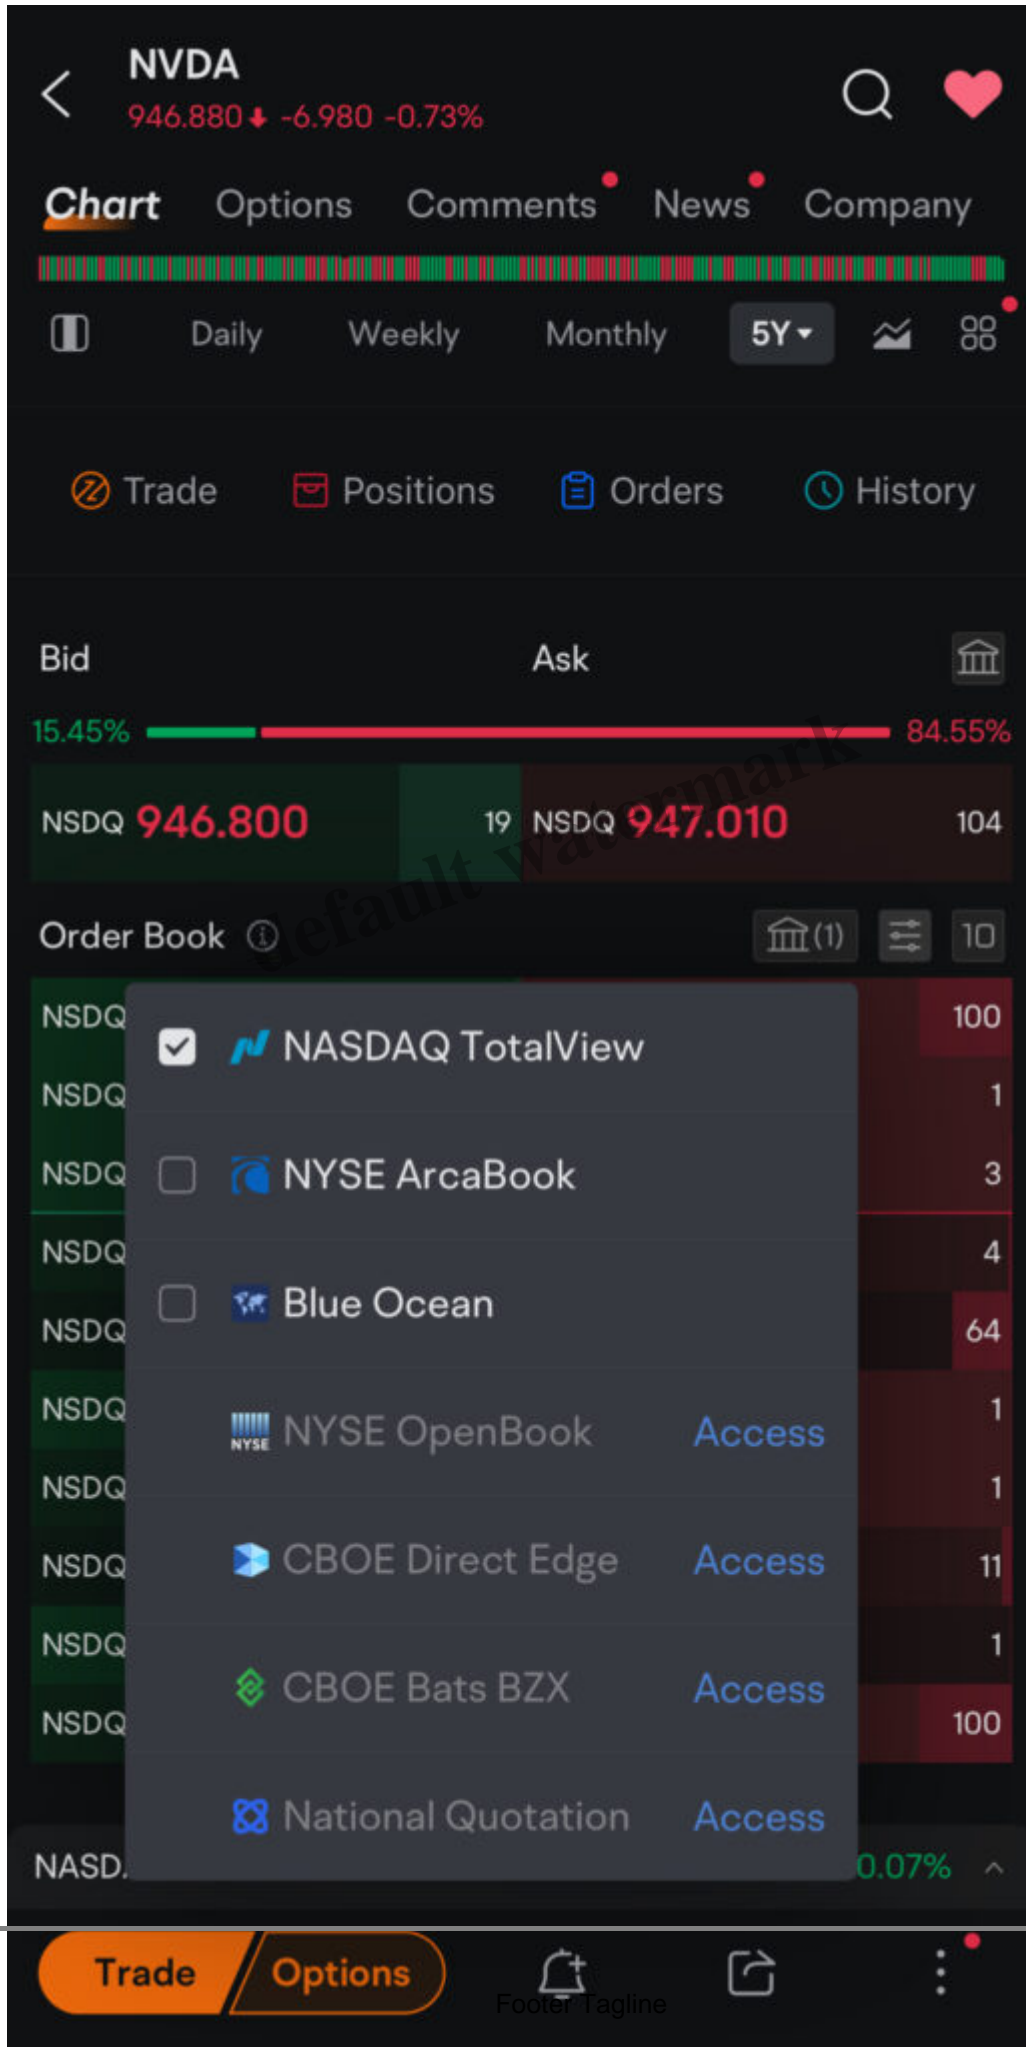 NVDA
946.880 -6.980 -0.73%
Chart Options Comments News Company
Daily Weekly Monthly 5Y
Trade Positions Orders History
Bid Ask
15.45% 84.55%
NSDQ 946.800 19 NSDQ 947.010 104
default watermark
Order Book (1) 10
NSDQ 100
NASDAQ TotalView
NSDQ 1
NSDQ 3
NYSE ArcaBook
NSDQ 4
Blue Ocean
NSDQ 64
NSDQ 1
NYSE NYSE OpenBook Access
NSDQ 1
NSDQ 11
CBOE Direct Edge Access
NSDQ 1
CBOE Bats BZX Access
NSDQ 100
National Quotation Access
NASD. 0.07%
Trade Options
Footer Tagline